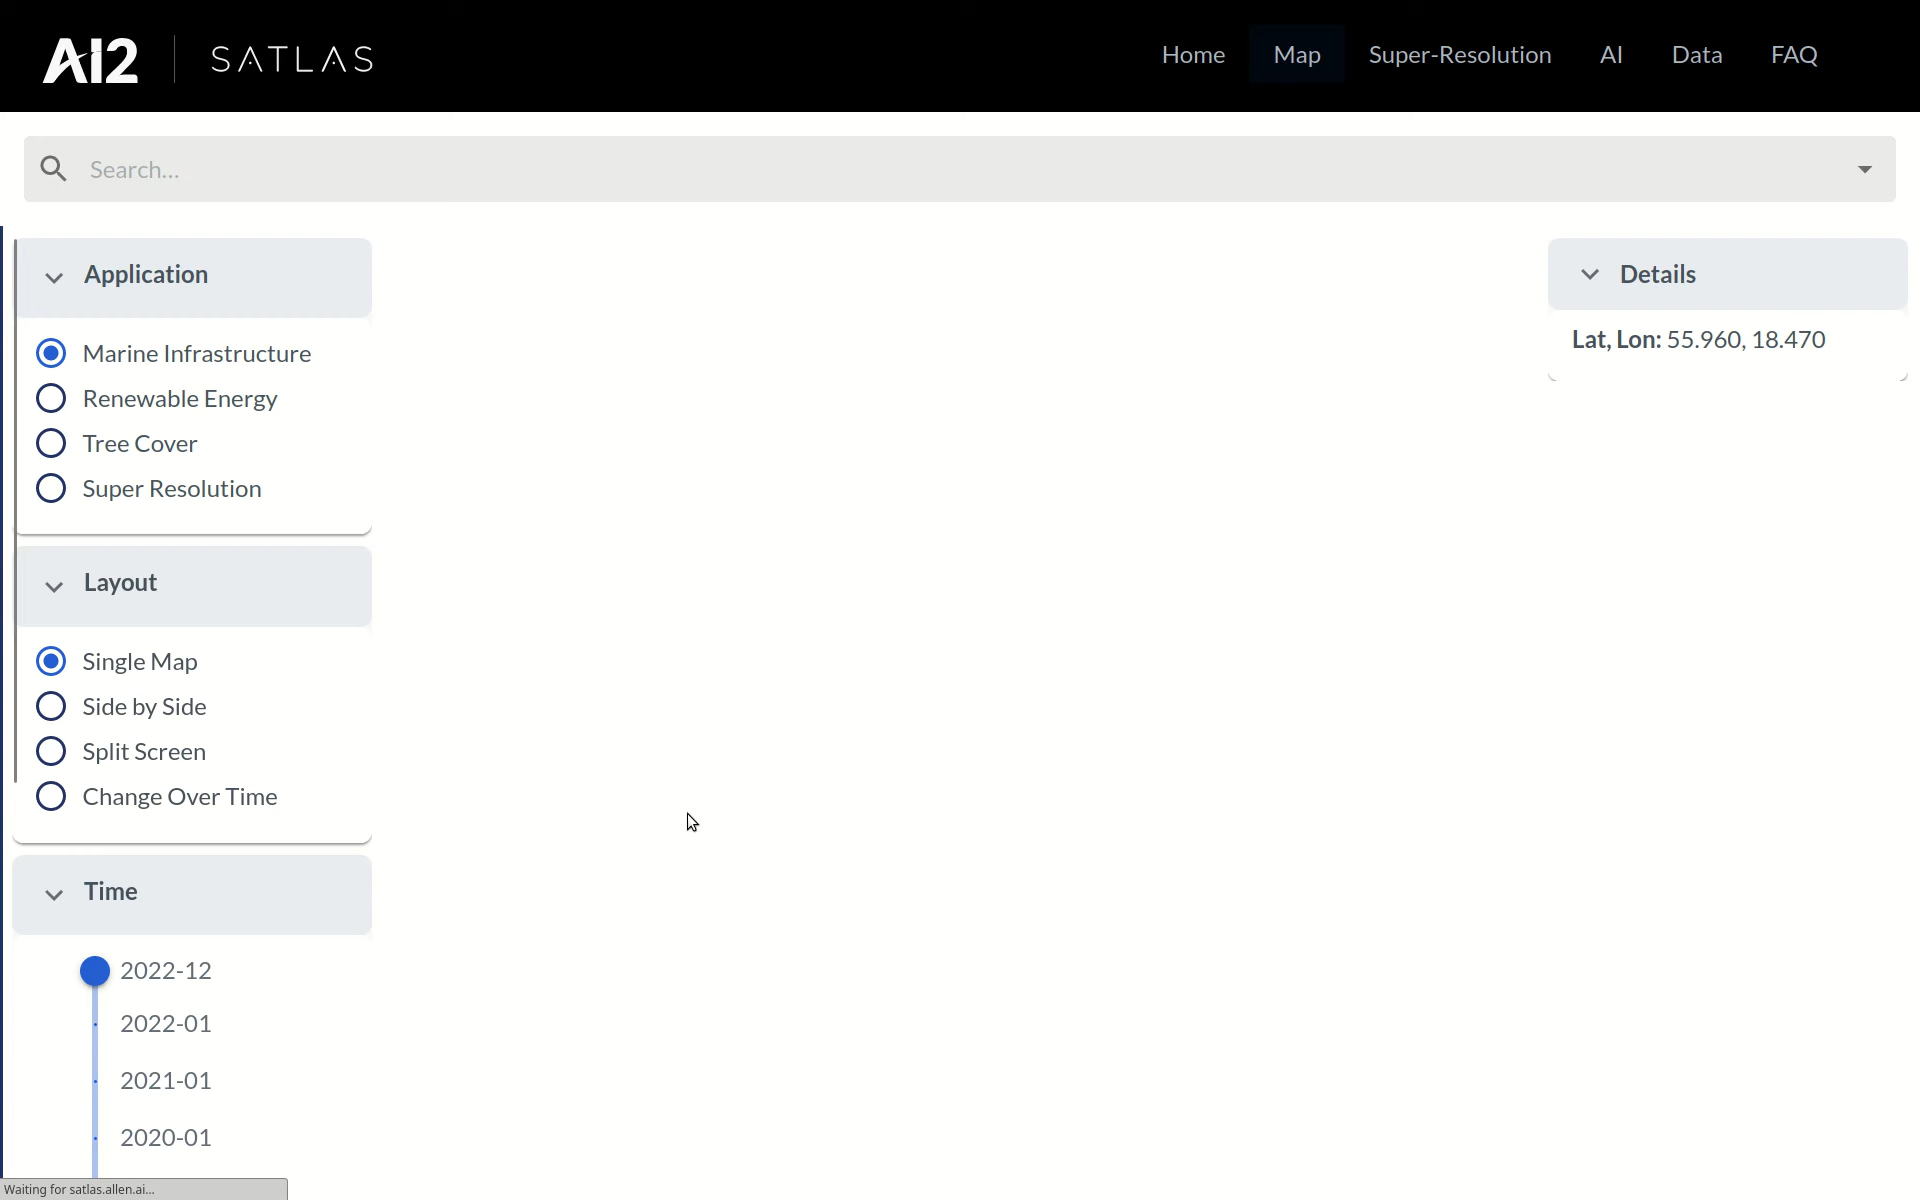 AI2 SATLAS
Home Map Super-Resolution AI Data FAQ
Search...
Application
Marine Infrastructure
Renewable Energy
Tree Cover
Super Resolution
Layout
Single Map
Side by Side
Split Screen
Change Over Time
Time
2022-12
2022-01
2021-01
2020-01
Details
Lat, Lon: 55.960, 18.470
Waiting for satlas.allen.ai...